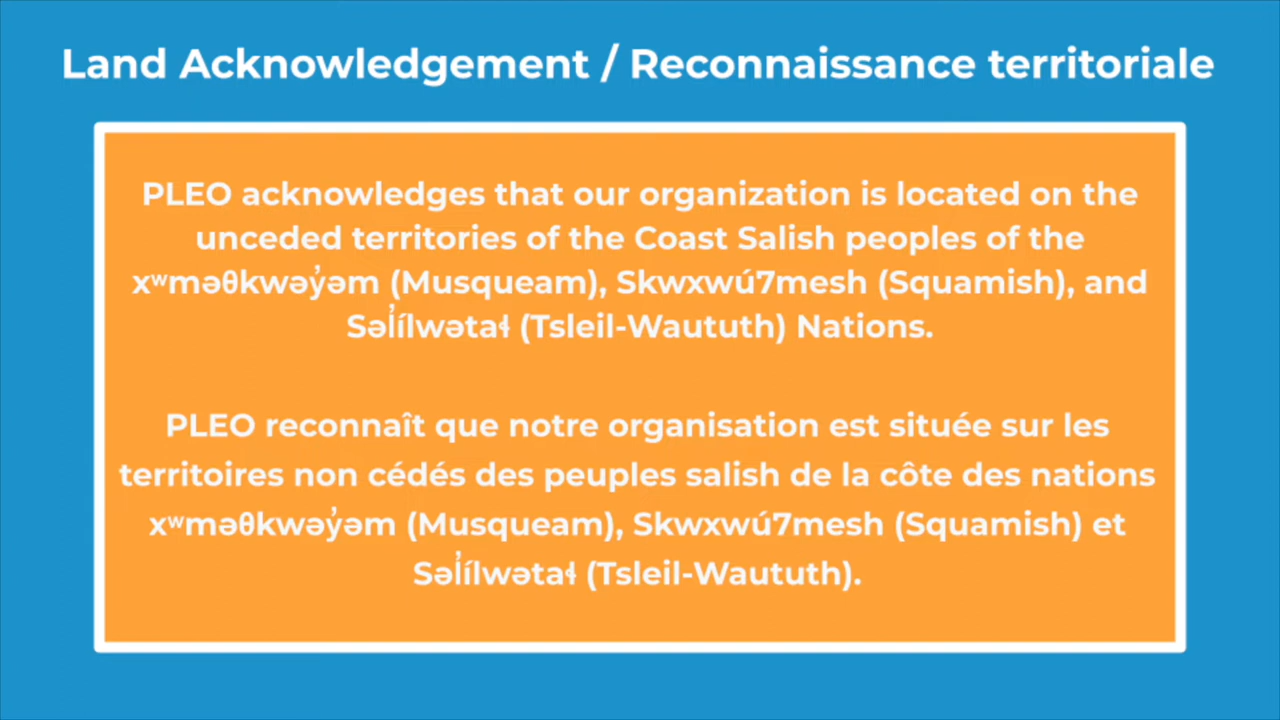 Land Acknowledgement / Reconnaissance territoriale
PLEO acknowledges that our organization is located on the
unceded territories of the Coast Salish peoples of the
xʷməθkwəy̓əm (Musqueam), Skwxwú7mesh (Squamish), and
Səl̓ílwətaɬ (Tsleil-Waututh) Nations.
PLEO reconnaît que notre organisation est située sur les
territoires non cédés des peuples salish de la côte des nations
xʷməθkwəy̓əm (Musqueam), Skwxwú7mesh (Squamish) et
Səl̓ílwətaɬ (Tsleil-Waututh).